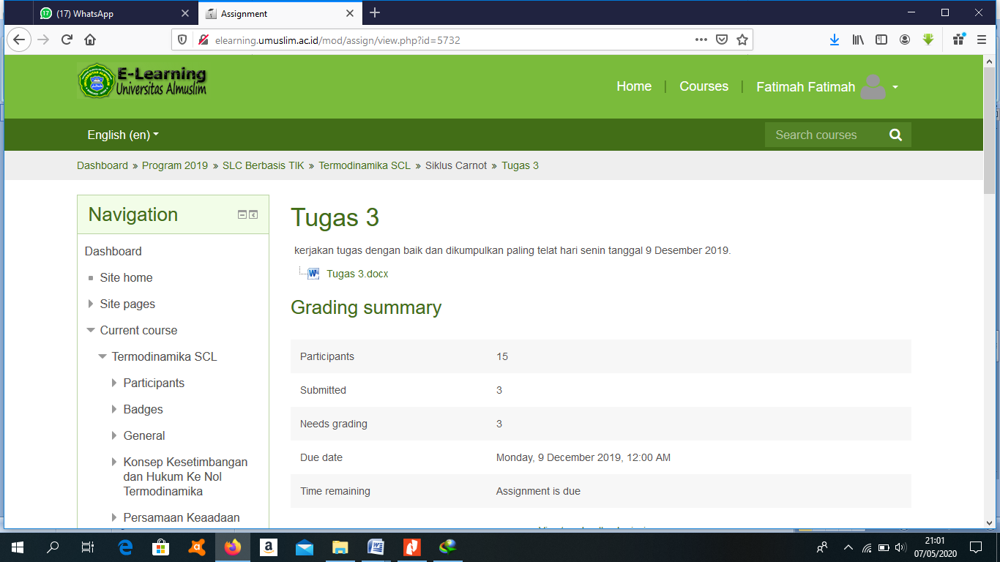 (17) WhatsApp
Assignment
elearning.umuslim.ac.id/mod/assign/view.php?id=5732
E-Learning
Universitas Almuslim
Home
Courses
Fatimah Fatimah
English (en)
Search courses
Dashboard » Program 2019 » SLC Berbasis TIK » Termodinamika SCL » Siklus Carnot » Tugas 3
Navigation
Dashboard
Site home
Site pages
Current course
Termodinamika SCL
Participants
Badges
General
Konsep Kesetimbangan
dan Hukum Ke Nol
Termodinamika
Persamaan Keaadaan
Tugas 3
kerjakan tugas dengan baik dan dikumpulkan paling telat hari senin tanggal 9 Desember 2019.
Tugas 3.docx
Grading summary
Participants 15
Submitted 3
Needs grading 3
Due date Monday, 9 December 2019, 12:00 AM
Time remaining Assignment is due
21:01
07/05/2020